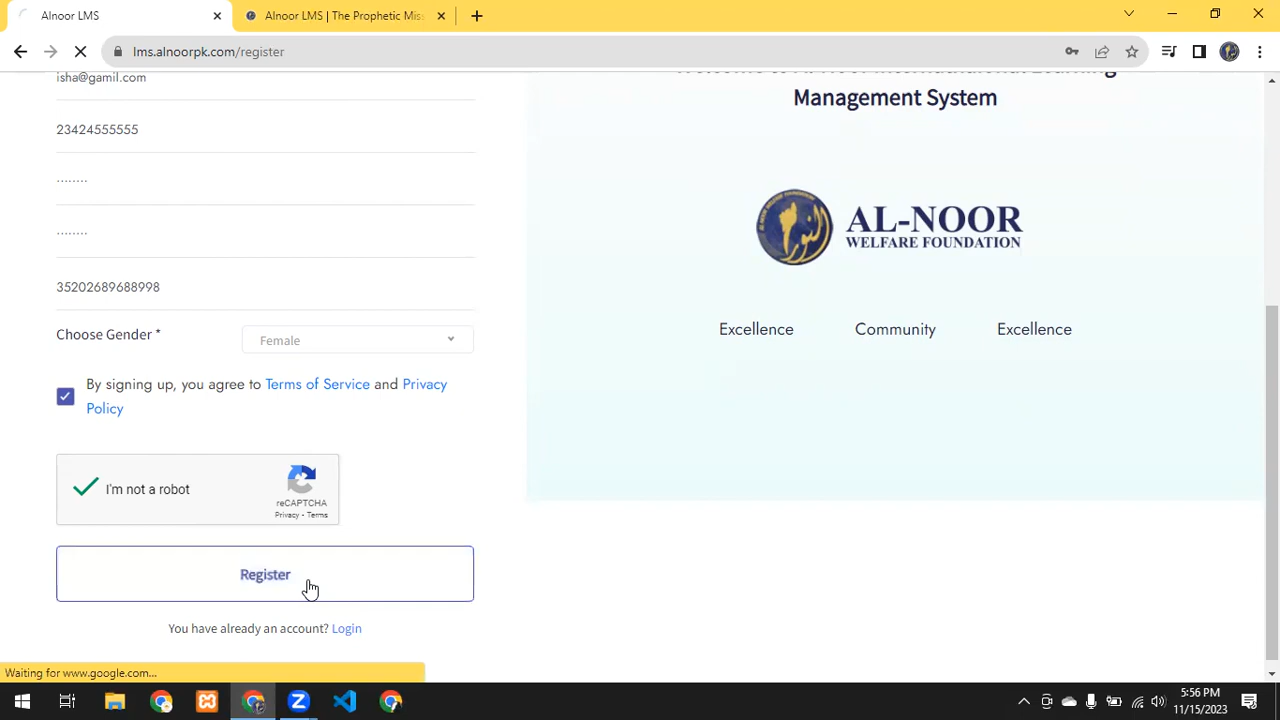 Alnoor LMS
Alnoor LMS | The Prophetic Mis
lms.alnoorpk.com/register
isha@gamil.com
Management System
23424555555
........
........
AL-NOOR
WELFARE FOUNDATION
35202689688998
Choose Gender *
Female
Excellence
Community
Excellence
By signing up, you agree to Terms of Service and Privacy
Policy
I'm not a robot
reCAPTCHA
Privacy - Terms
Register
You have already an account? Login
Waiting for www.google.com...
5:56 PM
11/15/2023